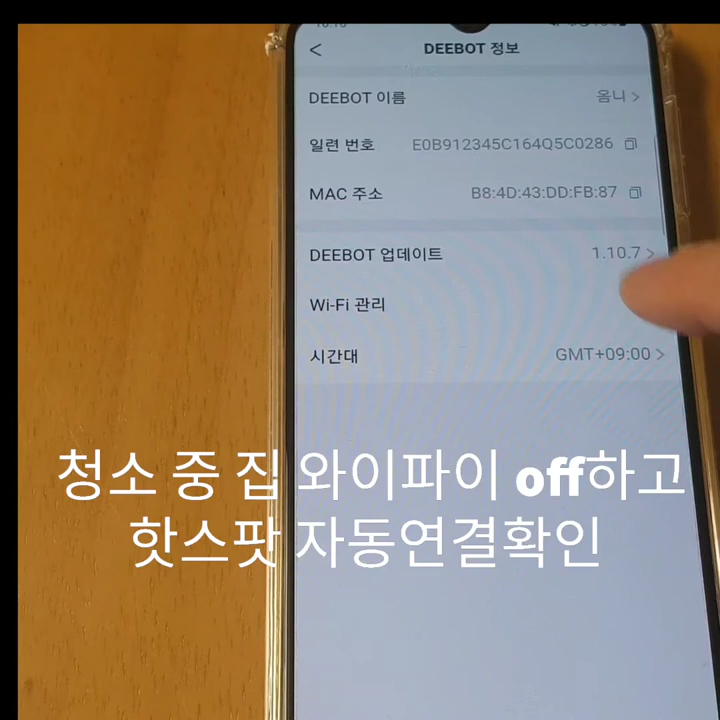 < DEEBOT 정보
DEEBOT 이름 옴니 >
일련 번호 E0B912345C164Q5C0286
MAC 주소 B8:4D:43:DD:FB:87
DEEBOT 업데이트 1.10.7 >
Wi-Fi 관리
시간대 GMT+09:00 >
청소 중 집 와이파이 off하고
핫스팟 자동연결확인